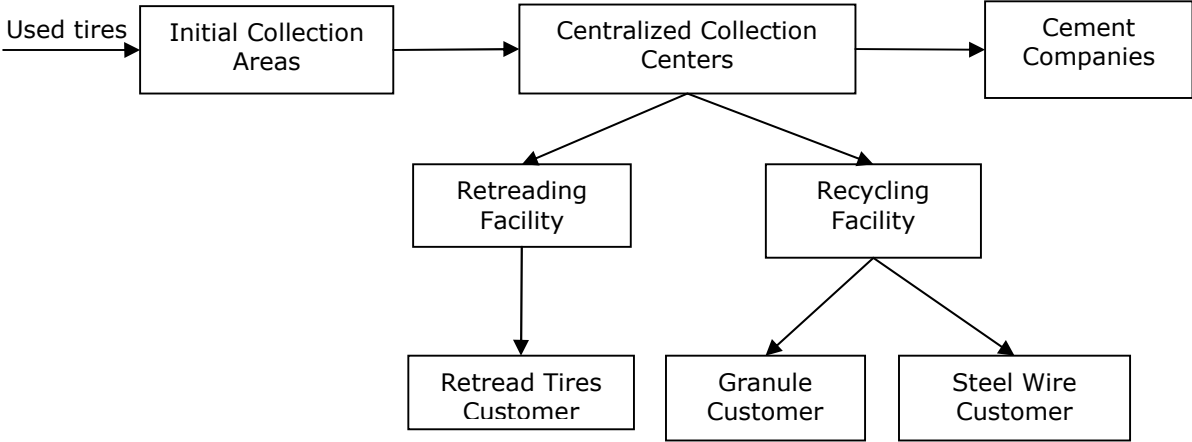 Used tires
Initial Collection
Areas
Centralized Collection
Centers
Cement
Companies
Retreading
Facility
Recycling
Facility
Retread Tires
Customer
Granule
Customer
Steel Wire
Customer